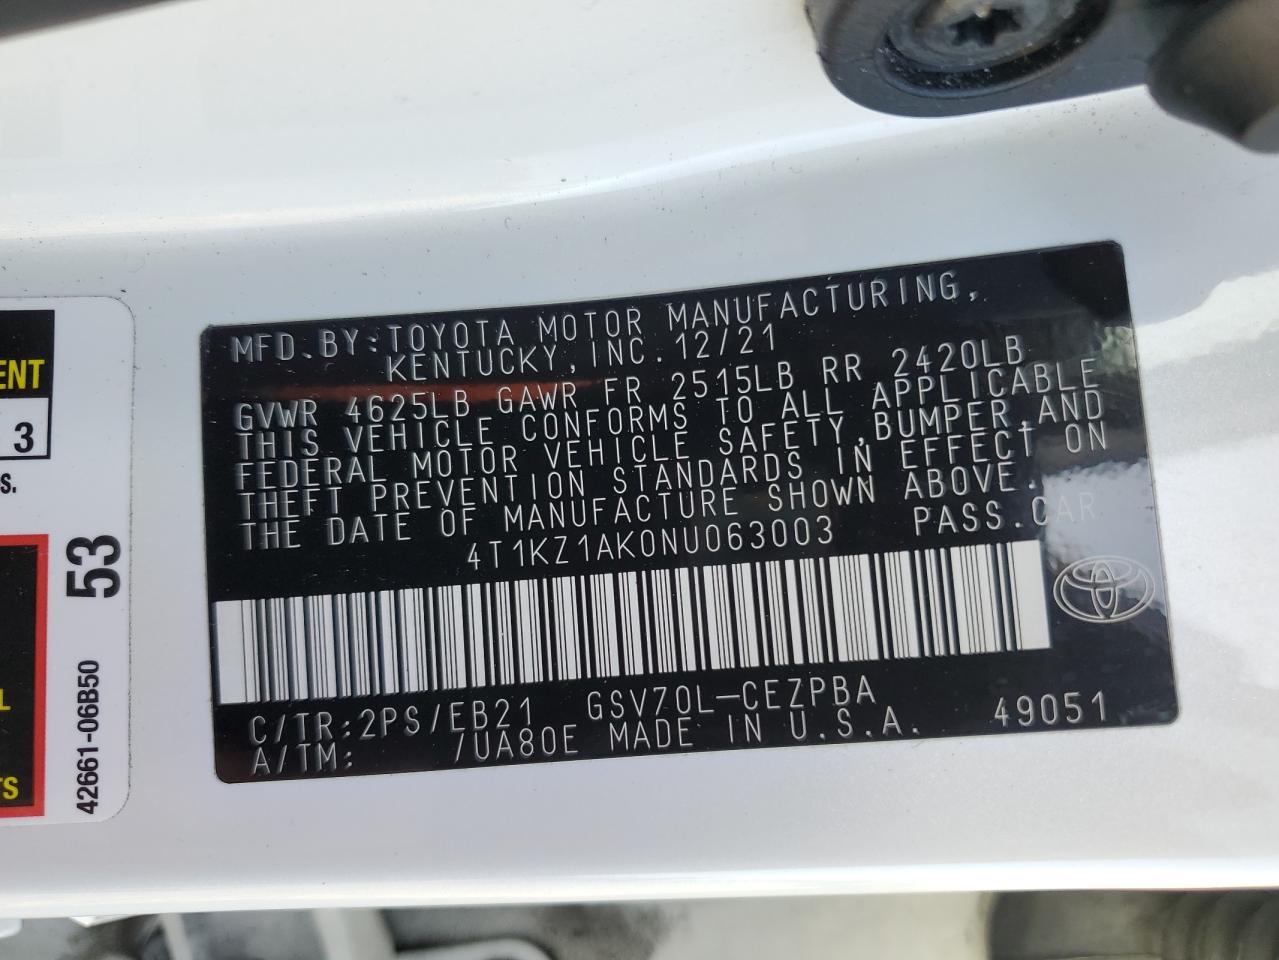 MFD.BY:TOYOTA MOTOR MANUFACTURING,
KENTUCKY, INC. 12/21
GVWR 4625LB GAWR FR 2515LB RR 2420LB
THIS VEHICLE CONFORMS TO ALL APPLICABLE
FEDERAL MOTOR VEHICLE SAFETY,BUMPER,AND
THEFT PREVENTION STANDARDS IN EFFECT ON
THE DATE OF MANUFACTURE SHOWN ABOVE.
4T1KZ1AK0NU063003 PASS.CAR
C/TR:2PS/EB21 GSV70L-CEZPBA
A/TM: /UA80E MADE IN U.S.A. 49051
ENT
3
S.
53
42661-06B50
L
TS